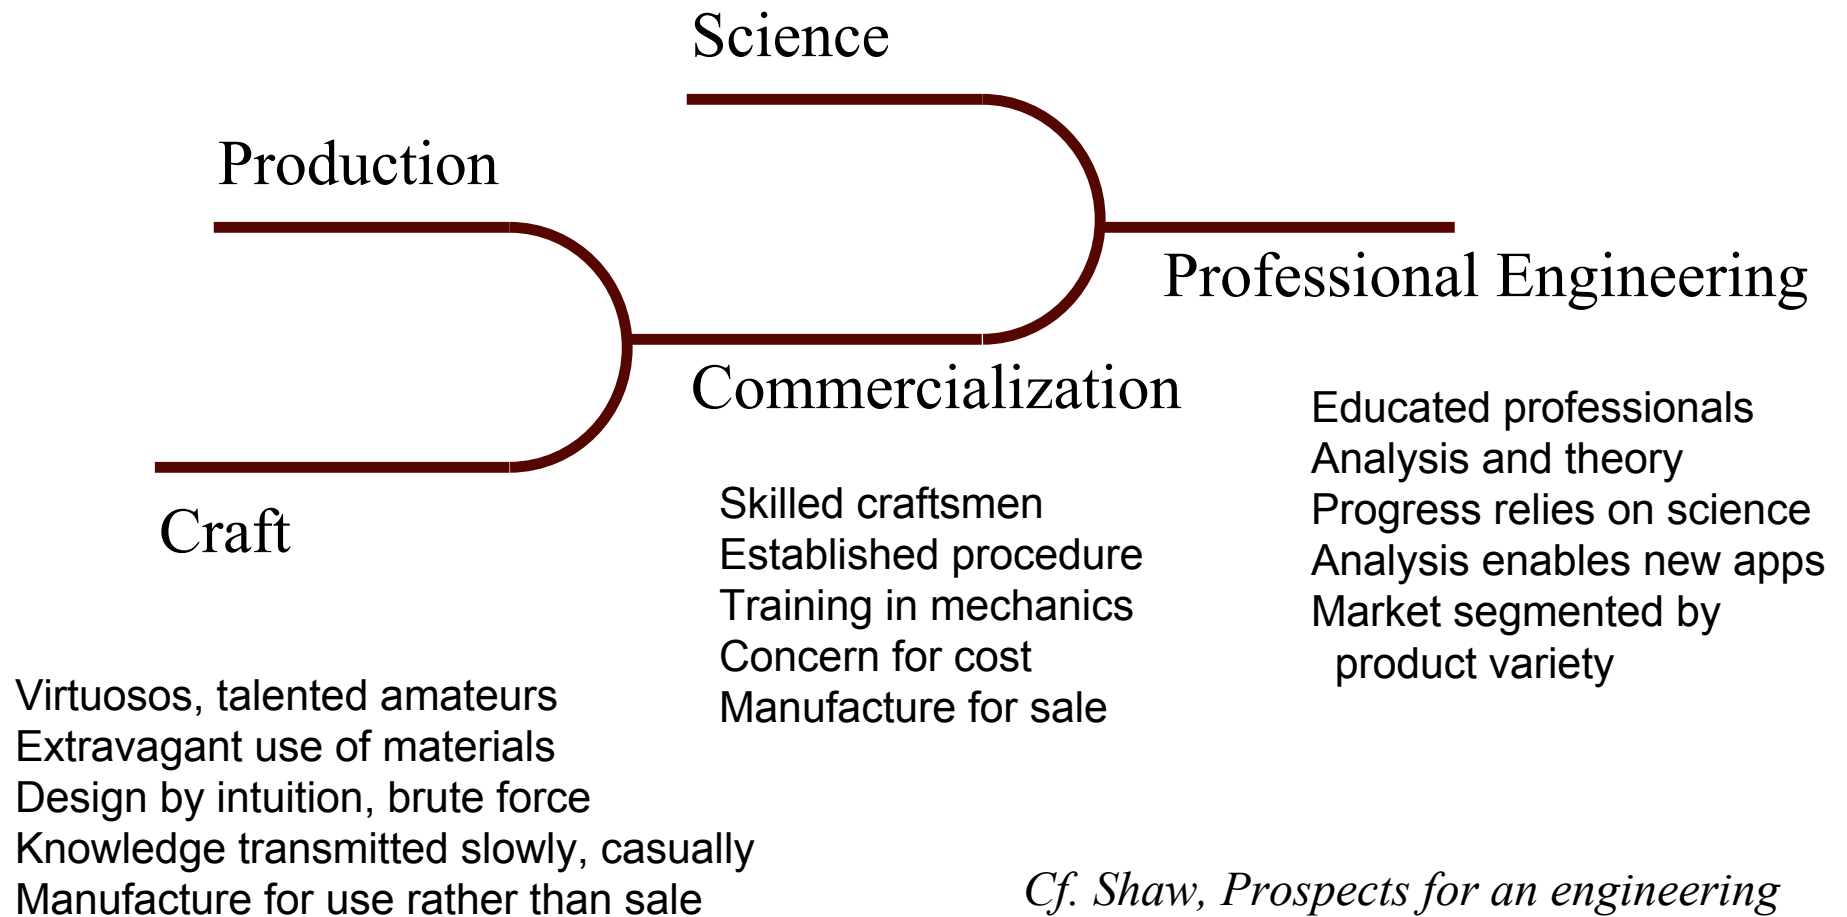 Science
Production
Professional Engineering
Commercialization
Craft
Educated professionals
Analysis and theory
Progress relies on science
Analysis enables new apps
Market segmented by
product variety
Skilled craftsmen
Established procedure
Training in mechanics
Concern for cost
Manufacture for sale
Virtuosos, talented amateurs
Extravagant use of materials
Design by intuition, brute force
Knowledge transmitted slowly, casually
Manufacture for use rather than sale
Cf. Shaw, Prospects for an engineering